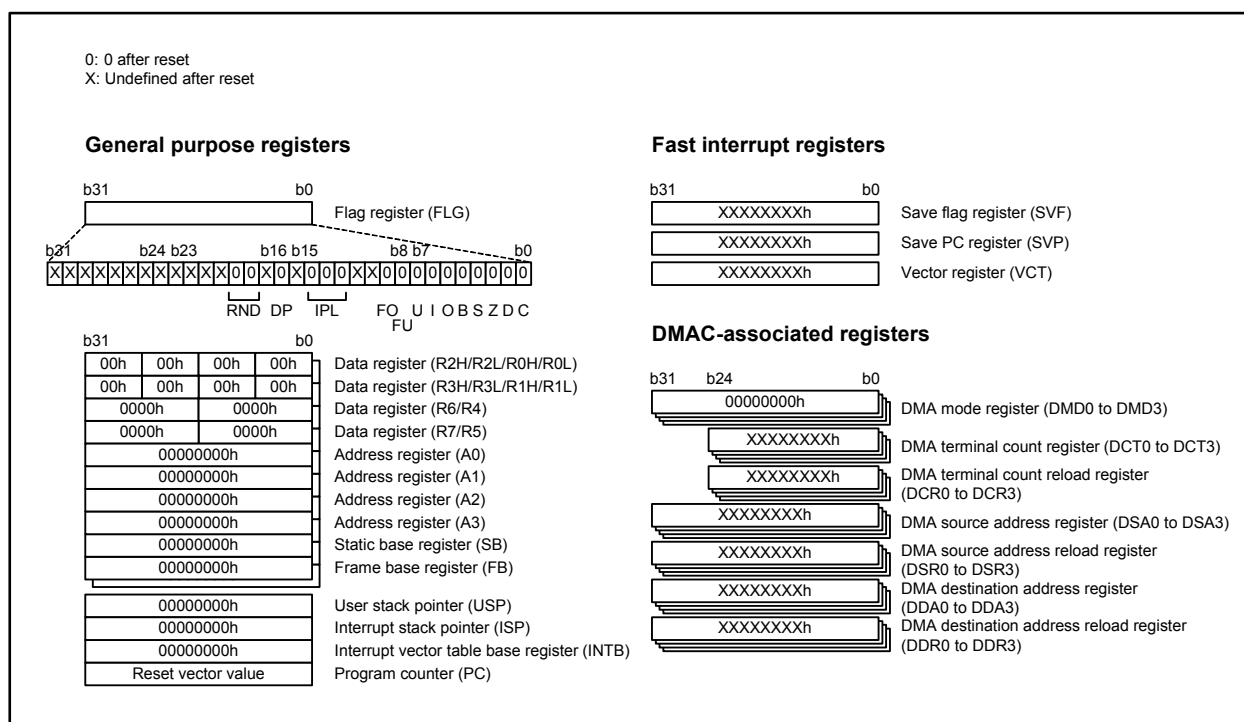 0: 0 after reset
X: Undefined after reset
General purpose registers
b31 b0
Flag register (FLG)
b31 b24 b23 b16 b15 b8 b7 b0
X X X X X X X X X X X X 0 0 X 0 X 0 0 0 X X 0 0 0 0 0 0 0 0 0 0
RND DP IPL FO U I O B S Z D C
FU
b31 b0
00h 00h 00h 00h Data register (R2H/R2L/R0H/R0L)
00h 00h 00h 00h Data register (R3H/R3L/R1H/R1L)
0000h 0000h Data register (R6/R4)
0000h 0000h Data register (R7/R5)
00000000h Address register (A0)
00000000h Address register (A1)
00000000h Address register (A2)
00000000h Address register (A3)
00000000h Static base register (SB)
00000000h Frame base register (FB)
00000000h User stack pointer (USP)
00000000h Interrupt stack pointer (ISP)
00000000h Interrupt vector table base register (INTB)
Reset vector value Program counter (PC)
Fast interrupt registers
b31 b0
XXXXXXXXh Save flag register (SVF)
XXXXXXXXh Save PC register (SVP)
XXXXXXXXh Vector register (VCT)
DMAC-associated registers
b31 b24 b0
00000000h DMA mode register (DMD0 to DMD3)
XXXXXXXXh DMA terminal count register (DCT0 to DCT3)
XXXXXXXXh DMA terminal count reload register
(DCR0 to DCR3)
XXXXXXXXh DMA source address register (DSA0 to DSA3)
XXXXXXXXh DMA source address reload register
(DSR0 to DSR3)
XXXXXXXXh DMA destination address register
(DDA0 to DDA3)
XXXXXXXXh DMA destination address reload register
(DDR0 to DDR3)